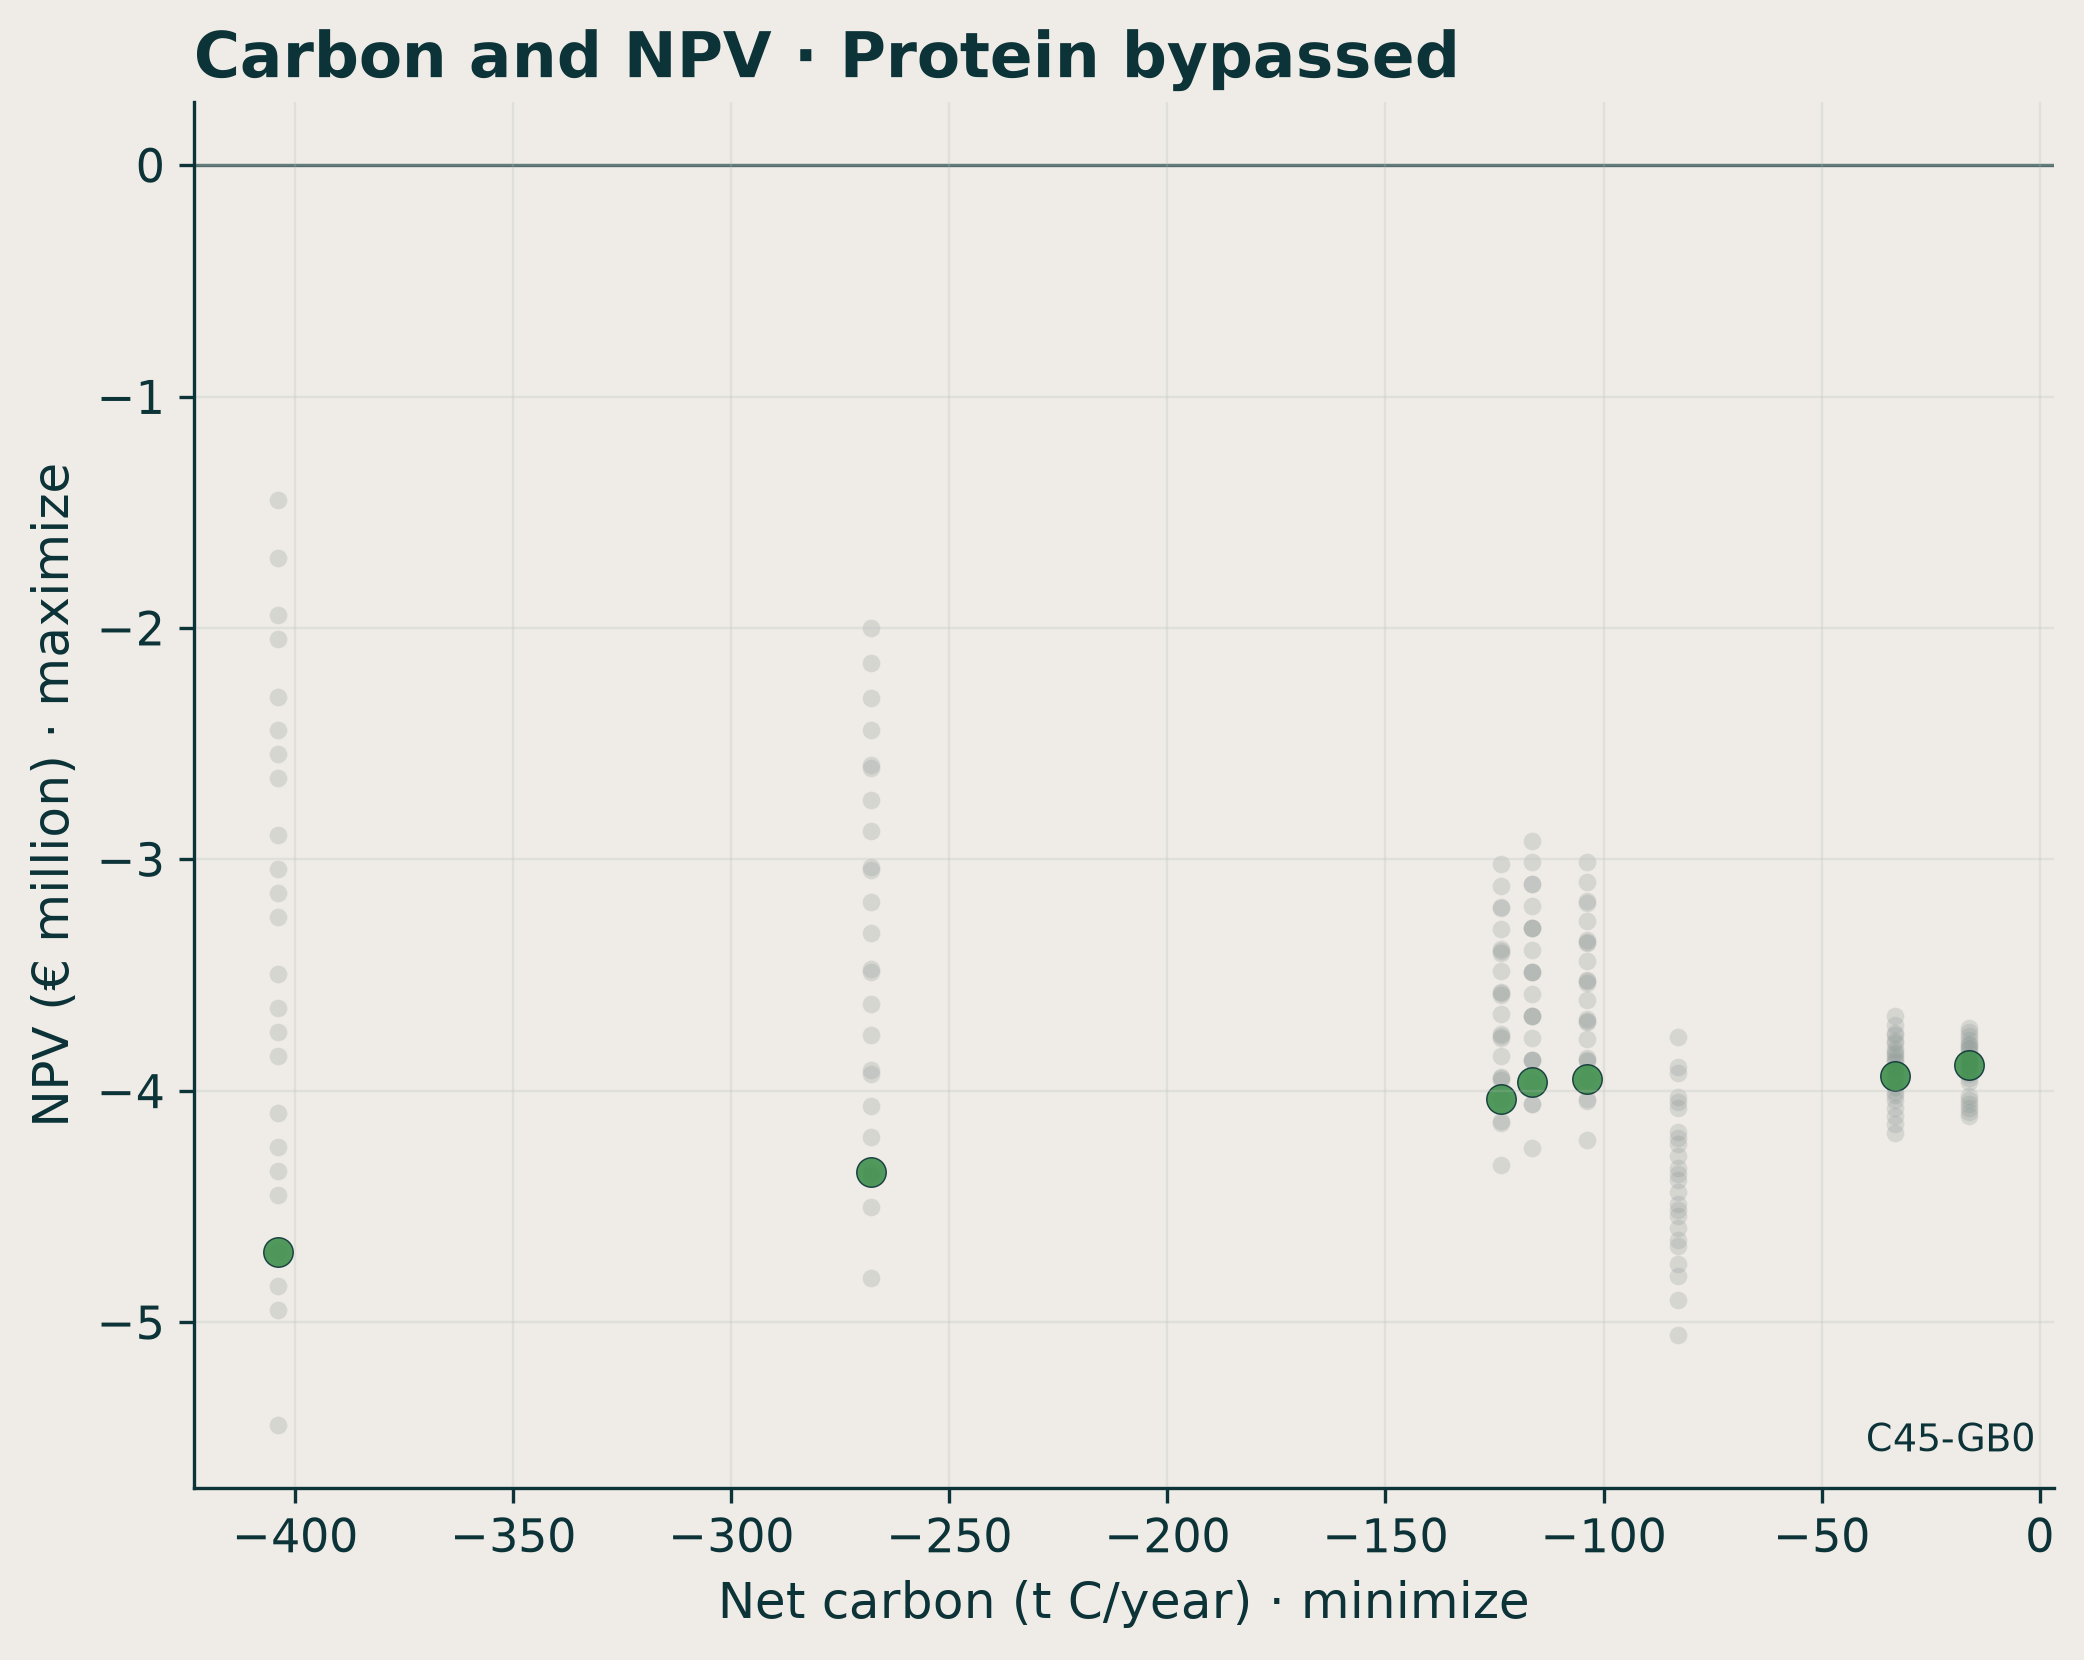 Carbon and NPV · Protein bypassed
NPV (€ million) · maximize
0
−1
−2
−3
−4
−5
C45-GB0
−400 −350 −300 −250 −200 −150 −100 −50 0
Net carbon (t C/year) · minimize